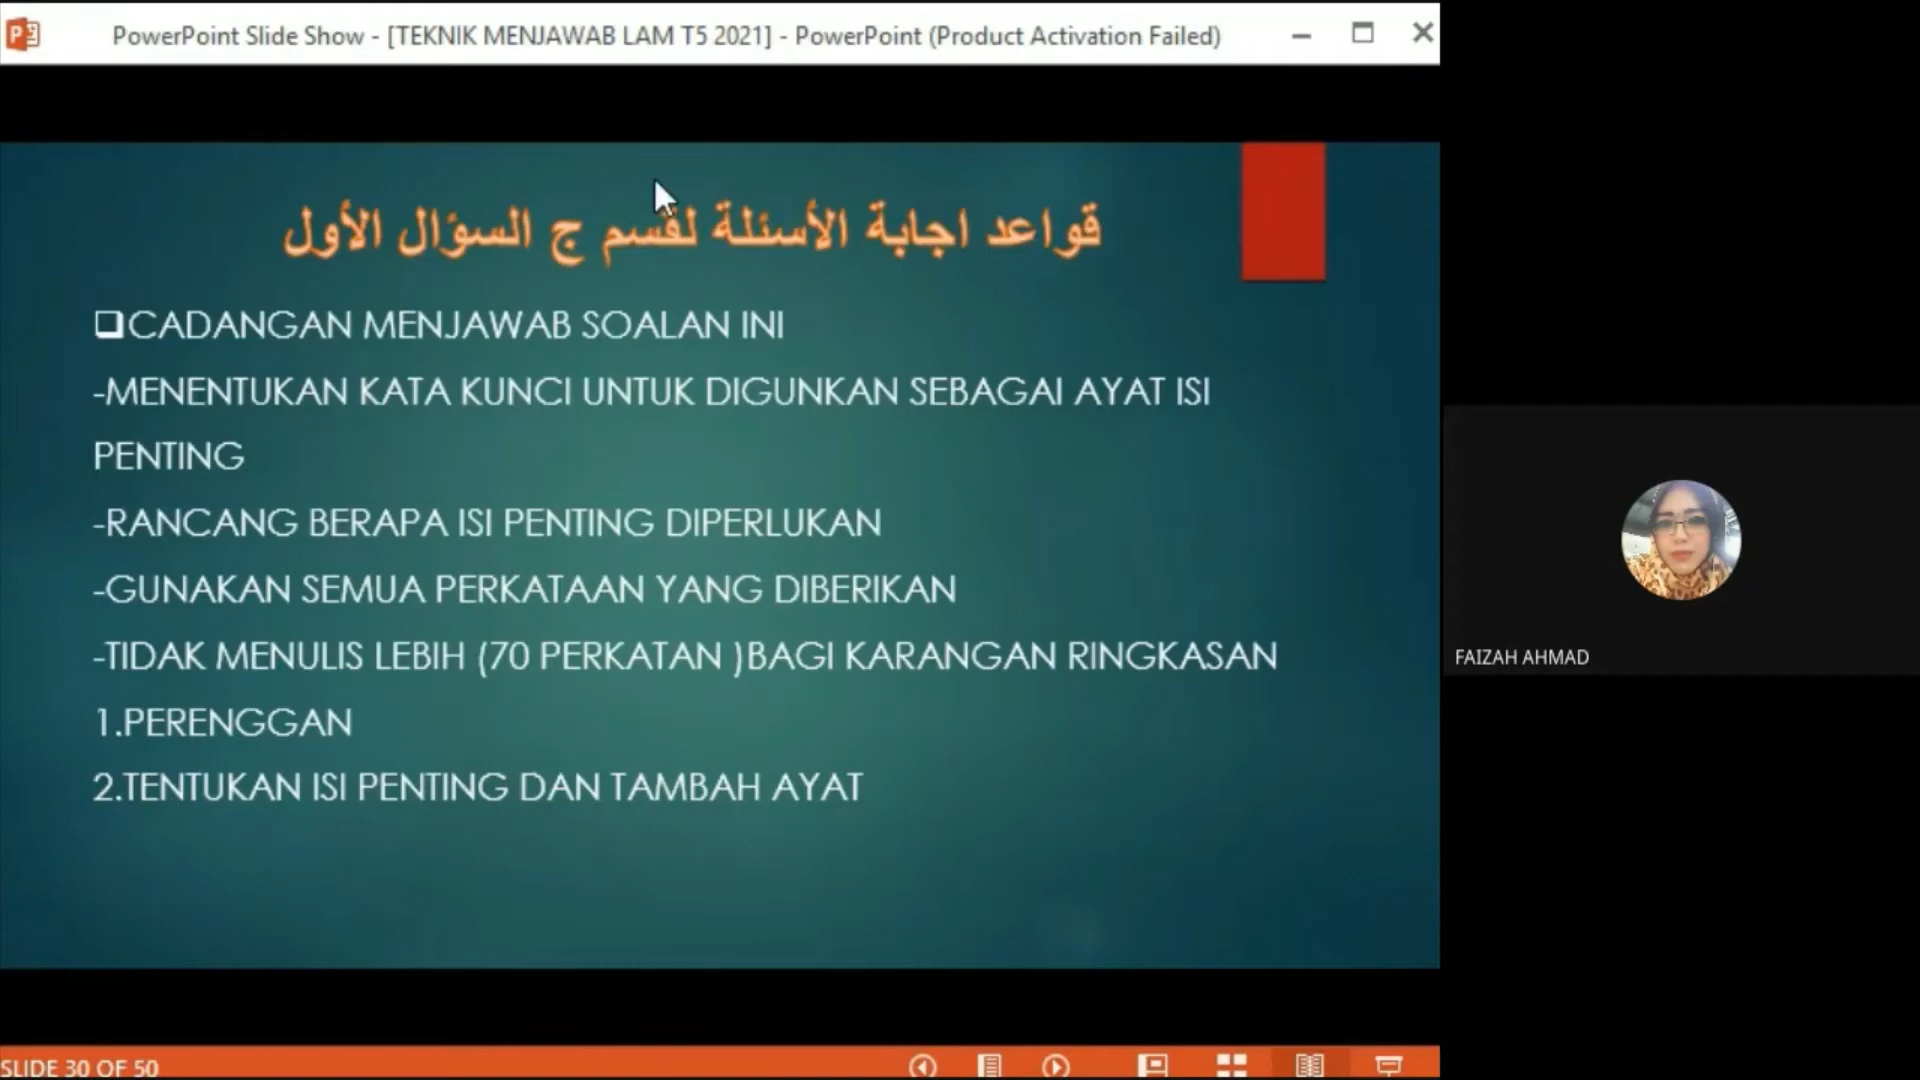 PowerPoint Slide Show - [TEKNIK MENJAWAB LAM T5 2021] - PowerPoint (Product Activation Failed)
قواعد اجابة الأسئلة لقسم ج السؤال الأول
❑CADANGAN MENJAWAB SOALAN INI
-MENENTUKAN KATA KUNCI UNTUK DIGUNKAN SEBAGAI AYAT ISI
PENTING
-RANCANG BERAPA ISI PENTING DIPERLUKAN
-GUNAKAN SEMUA PERKATAAN YANG DIBERIKAN
-TIDAK MENULIS LEBIH (70 PERKATAN )BAGI KARANGAN RINGKASAN
1.PERENGGAN
2.TENTUKAN ISI PENTING DAN TAMBAH AYAT
FAIZAH AHMAD
SLIDE 30 OF 50